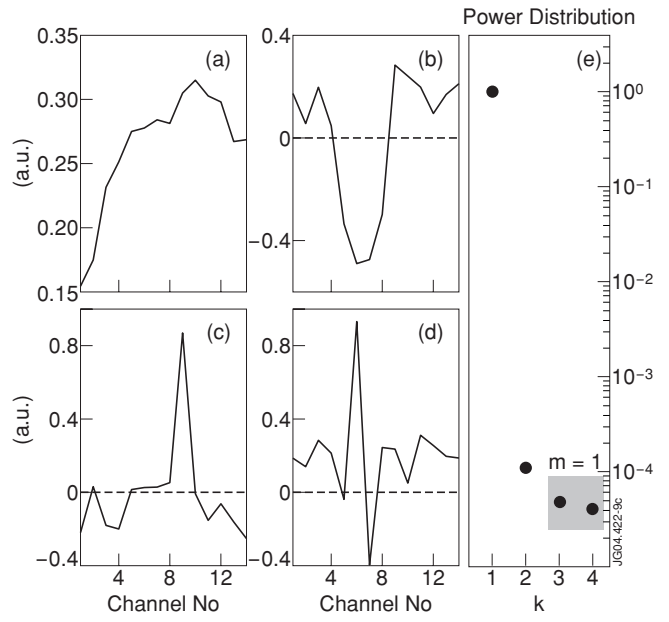 Power Distribution
0.35
0.30
0.25
0.20
0.15
(a.u.)
(a)
0.4
0
−0.4
(b)
(e)
10⁰
10⁻¹
10⁻²
10⁻³
10⁻⁴
0.8
0.4
0
−0.4
(a.u.)
(c)
4
8
12
Channel No
0.8
0.4
0
−0.4
(d)
4
8
12
Channel No
m = 1
1
2
3
4
k
JG04.422-9c